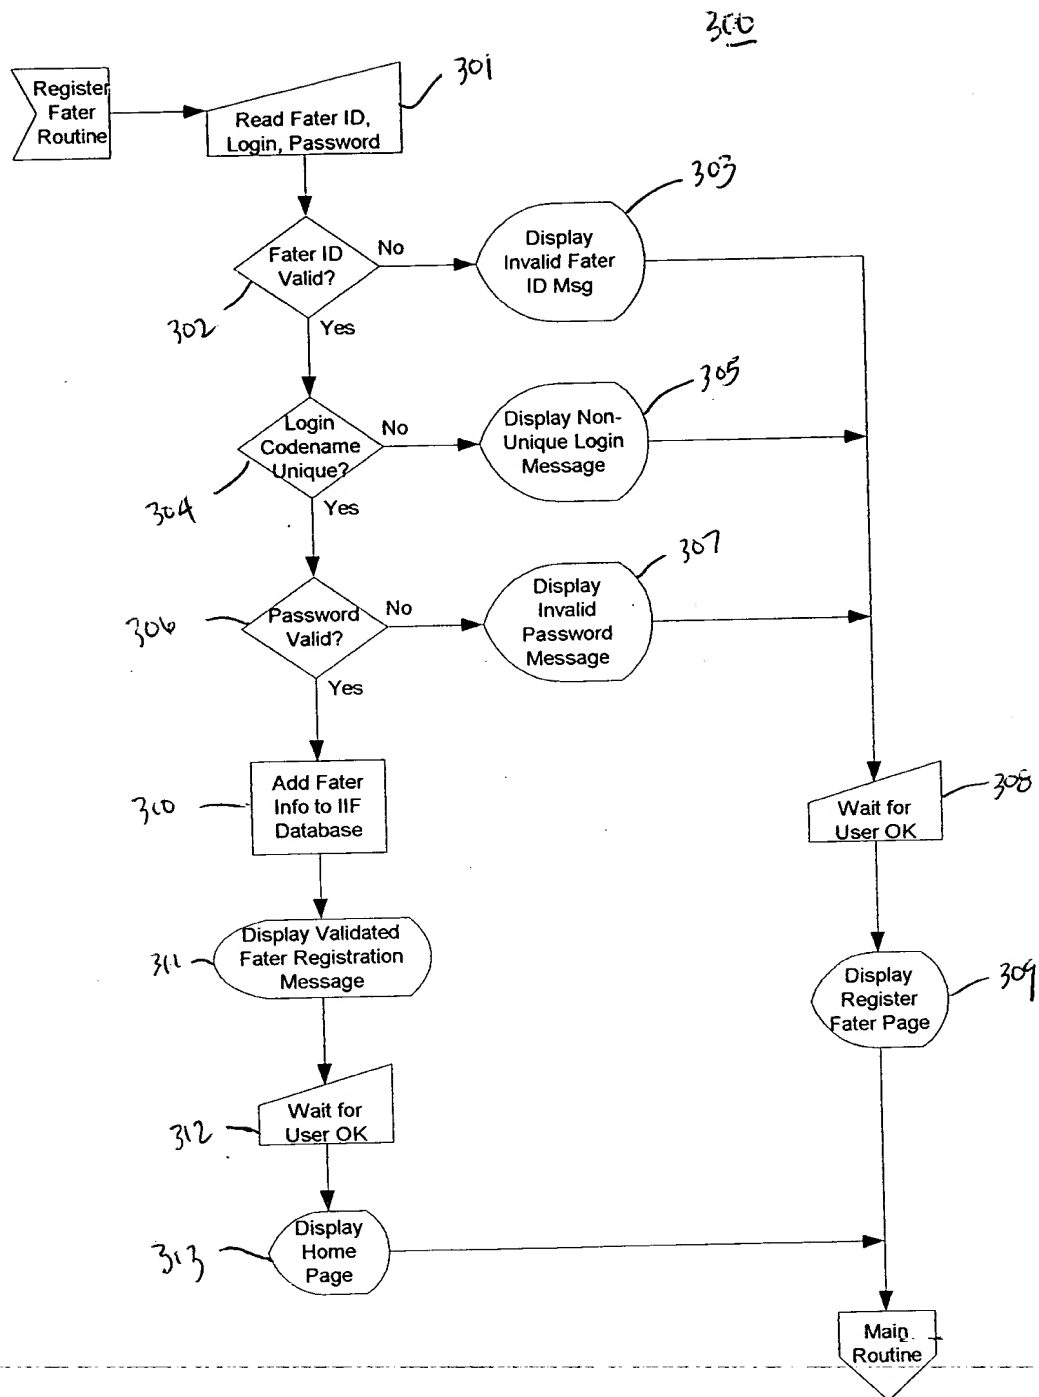 300
Register
Fater
Routine
301
Read Fater ID,
Login, Password
303
Fater ID
Valid?
No
Display
Invalid Fater
ID Msg
302
Yes
305
Login
Codename
Unique?
No
Display Non-
Unique Login
Message
304
Yes
307
Password
Valid?
No
Display
Invalid
Password
Message
306
Yes
310
Add Fater
Info to IIF
Database
308
Wait for
User OK
311
Display Validated
Fater Registration
Message
309
Display
Register
Fater Page
312
Wait for
User OK
313
Display
Home
Page
Main
Routine